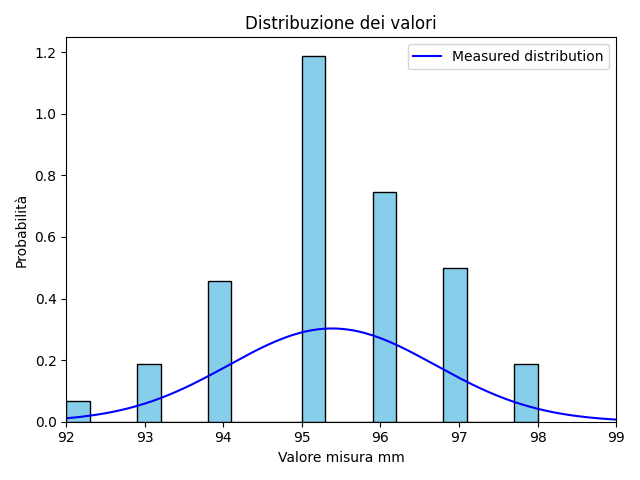 Distribuzione dei valori
Measured distribution
1.2
1.0
0.8
0.6
0.4
0.2
0.0
Probabilità
92 93 94 95 96 97 98 99
Valore misura mm